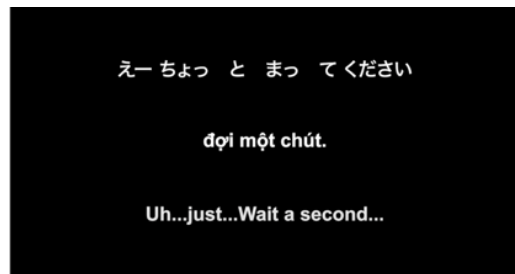 えー ちょっ と まっ て ください
đợi một chút.
Uh...just...Wait a second...